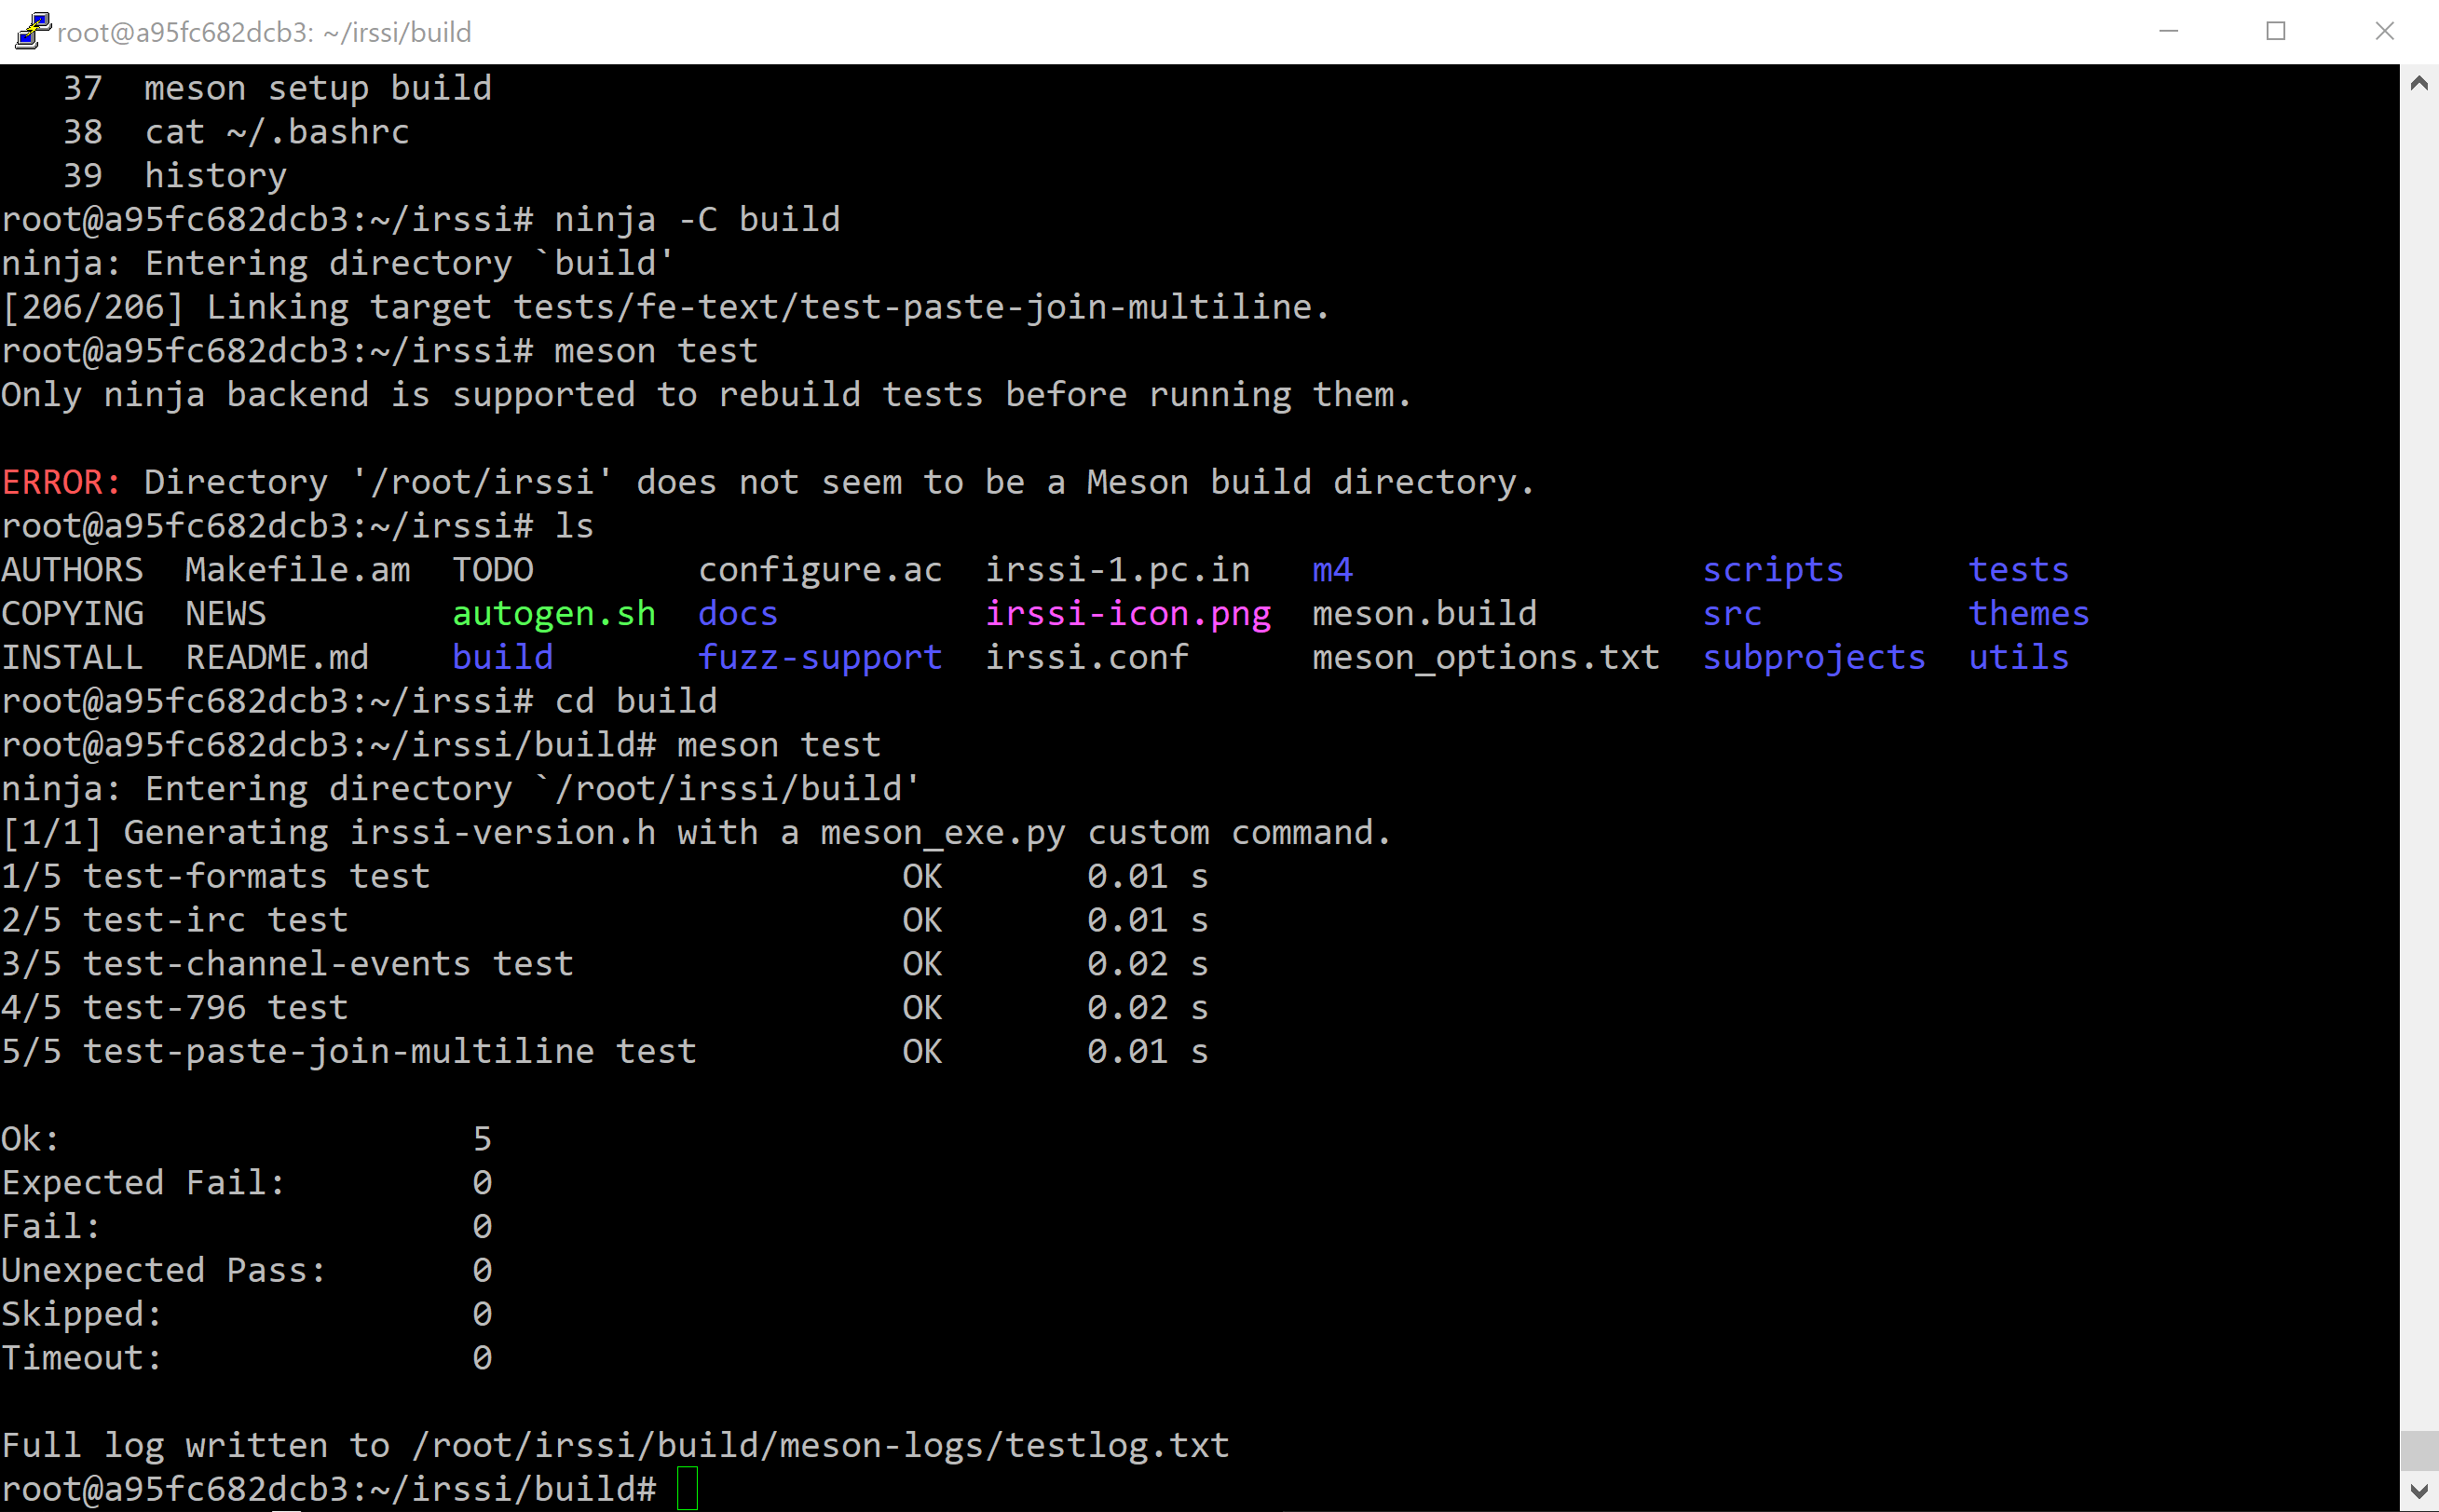 root@a95fc682dcb3: ~/irssi/build
   37  meson setup build
   38  cat ~/.bashrc
   39  history
root@a95fc682dcb3:~/irssi# ninja -C build
ninja: Entering directory `build'
[206/206] Linking target tests/fe-text/test-paste-join-multiline.
root@a95fc682dcb3:~/irssi# meson test
Only ninja backend is supported to rebuild tests before running them.
ERROR: Directory '/root/irssi' does not seem to be a Meson build directory.
root@a95fc682dcb3:~/irssi# ls
AUTHORS  Makefile.am  TODO        configure.ac  irssi-1.pc.in   m4                 scripts      tests
COPYING  NEWS         autogen.sh  docs          irssi-icon.png  meson.build        src          themes
INSTALL  README.md    build       fuzz-support  irssi.conf      meson_options.txt  subprojects  utils
root@a95fc682dcb3:~/irssi# cd build
root@a95fc682dcb3:~/irssi/build# meson test
ninja: Entering directory `/root/irssi/build'
[1/1] Generating irssi-version.h with a meson_exe.py custom command.
1/5 test-formats test                       OK       0.01 s
2/5 test-irc test                           OK       0.01 s
3/5 test-channel-events test                OK       0.02 s
4/5 test-796 test                           OK       0.02 s
5/5 test-paste-join-multiline test          OK       0.01 s
Ok:                    5
Expected Fail:         0
Fail:                  0
Unexpected Pass:       0
Skipped:               0
Timeout:               0
Full log written to /root/irssi/build/meson-logs/testlog.txt
root@a95fc682dcb3:~/irssi/build#